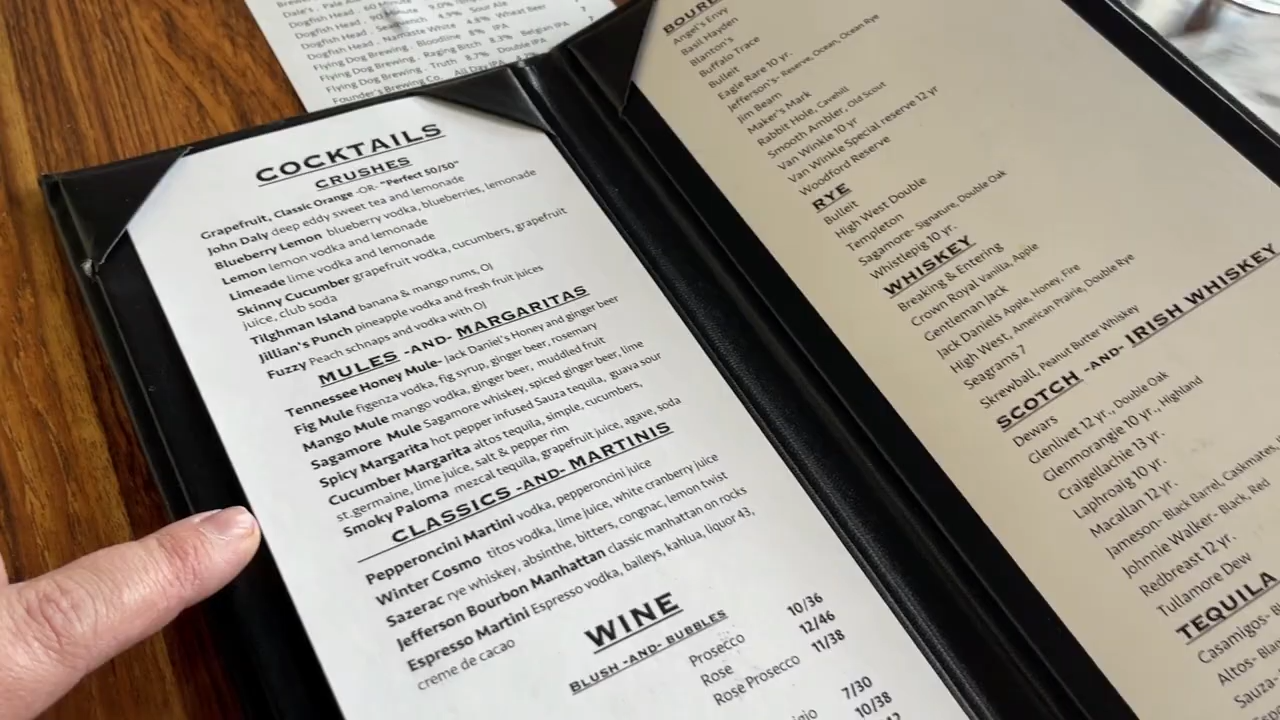 Dale's . Pale Ale
Dogfish Head . 60 Minute
Dogfish Head . 90 Minute
Dogfish Head . Seaquench . 4.9% Sour Ale
Dogfish Head . Namaste White . 4.8% Wheat Beer
Flying Dog Brewing . Bloodline 8% IPA
Flying Dog Brewing . Raging Bitch 8.3% Belgian IPA
Flying Dog Brewing . Truth 8.7% Double IPA
Founder's Brewing Co. All Day IPA
COCKTAILS
CRUSHES
Grapefruit, Classic Orange -OR- "Perfect 50/50"
John Daly deep eddy sweet tea and lemonade
Blueberry Lemon blueberry vodka, blueberries, lemonade
Lemon lemon vodka and lemonade
Limeade lime vodka and lemonade
Skinny Cucumber grapefruit vodka, cucumbers, grapefruit
juice, club soda
Tilghman Island banana & mango rums, OJ
Jillian's Punch pineapple vodka and fresh fruit juices
Fuzzy Peach schnaps and vodka with OJ
MULES -AND- MARGARITAS
Tennessee Honey Mule- Jack Daniel's Honey and ginger beer
Fig Mule figenza vodka, fig syrup, ginger beer, rosemary
Mango Mule mango vodka, ginger beer, muddled fruit
Sagamore Mule Sagamore whiskey, spiced ginger beer, lime
Spicy Margarita hot pepper infused Sauza tequila, guava sour
Cucumber Margarita altos tequila, simple, cucumbers,
st.germaine, lime juice, salt & pepper rim
Smoky Paloma mezcal tequila, grapefruit juice, agave, soda
CLASSICS -AND- MARTINIS
Pepperoncini Martini vodka, pepperoncini juice
Winter Cosmo titos vodka, lime juice, white cranberry juice
Sazerac rye whiskey, absinthe, bitters, congnac, lemon twist
Jefferson Bourbon Manhattan classic manhattan on rocks
Espresso Martini Espresso vodka, baileys, kahlua, liquor 43,
creme de cacao
WINE
BLUSH -AND- BUBBLES
Prosecco 10/36
Rose 12/46
Rose Prosecco 11/38
7/30
10/38
Angel's Envy
Basil Hayden
Blanton's
Buffalo Trace
Bulleit
Eagle Rare 10 yr.
Jefferson's- Reserve, Ocean, Ocean Rye
Jim Beam
Maker's Mark
Rabbit Hole, Cavehill
Smooth Ambler, Old Scout
Van Winkle 10 yr
Van Winkle Special reserve 12 yr
Woodford Reserve
RYE
Bulleit
High West Double
Templeton
Sagamore- Signature, Double Oak
Whistlepig 10 yr.
WHISKEY
Breaking & Entering
Crown Royal Vanilla, Apple
Gentleman Jack
Jack Daniels Apple, Honey, Fire
High West, American Prairie, Double Rye
Seagrams 7
Skrewball, Peanut Butter Whiskey
SCOTCH -AND- IRISH WHISKEY
Dewars
Glenlivet 12 yr., Double Oak
Glenmorangie 10 yr., Highland
Craigellachie 13 yr.
Laphroaig 10 yr.
Macallan 12 yr.
Jameson- Black Barrel, Caskmates,
Johnnie Walker- Black, Red
Redbreast 12 yr.
Tullamore Dew
TEQUILA
Casamigos-
Altos-
Sauza-